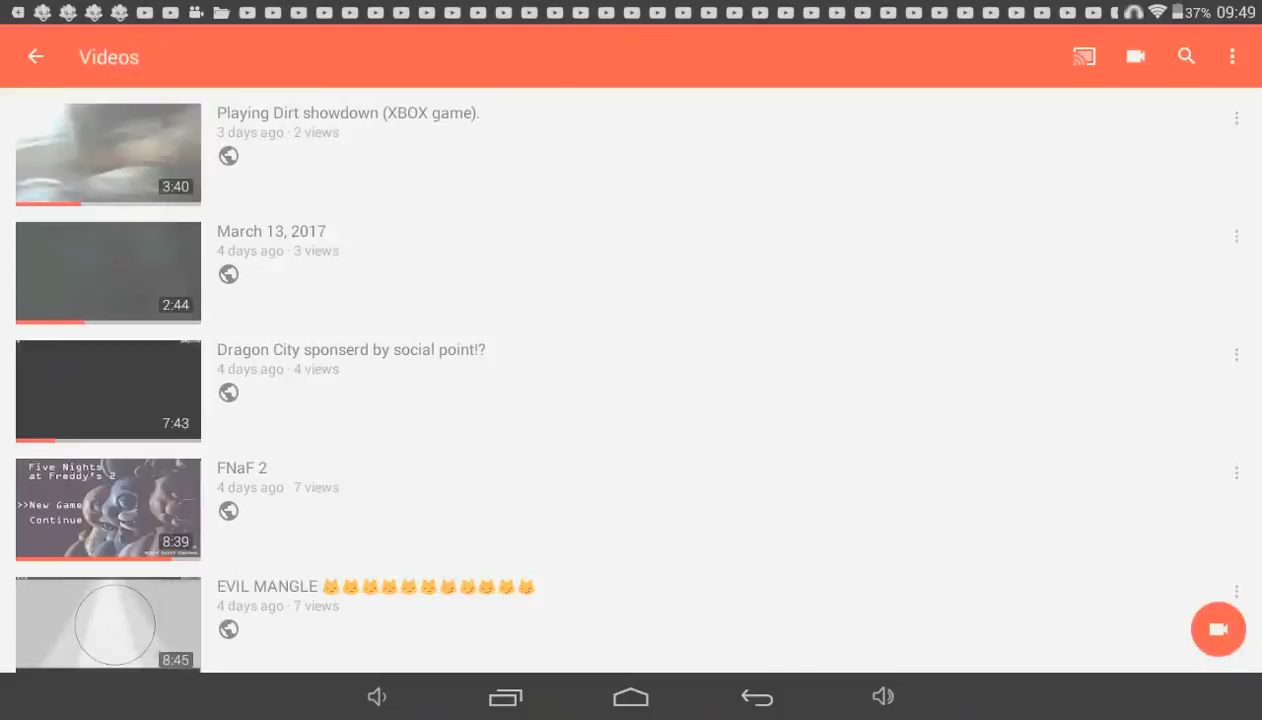 37% 09:49
Videos
Playing Dirt showdown (XBOX game).
3 days ago · 2 views
3:40
March 13, 2017
4 days ago · 3 views
2:44
Dragon City sponserd by social point!?
4 days ago · 4 views
7:43
FNaF 2
4 days ago · 7 views
Five Nights
at Freddy's 2
>>New Game
Continue
8:39
EVIL MANGLE 😼😼😼😼😼😼😼😼😼😼😼
4 days ago · 7 views
8:45